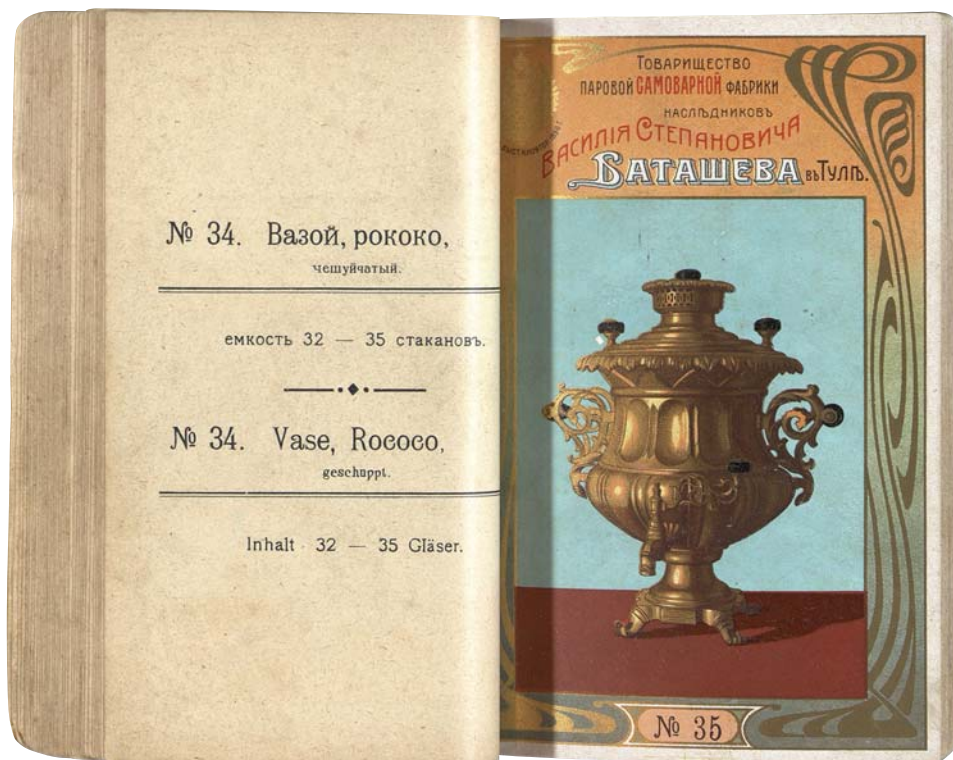 № 34. Вазой, рококо,
чешуйчатый.
емкость 32 — 35 стакановъ.
№ 34. Vase, Rococo,
geschuppt.
Inhalt 32 — 35 Gläser.
Товарищество
паровой самоварной фабрики
наслѣдниковъ
Василія Степановича
Баташева въ Тулѣ.
№ 35